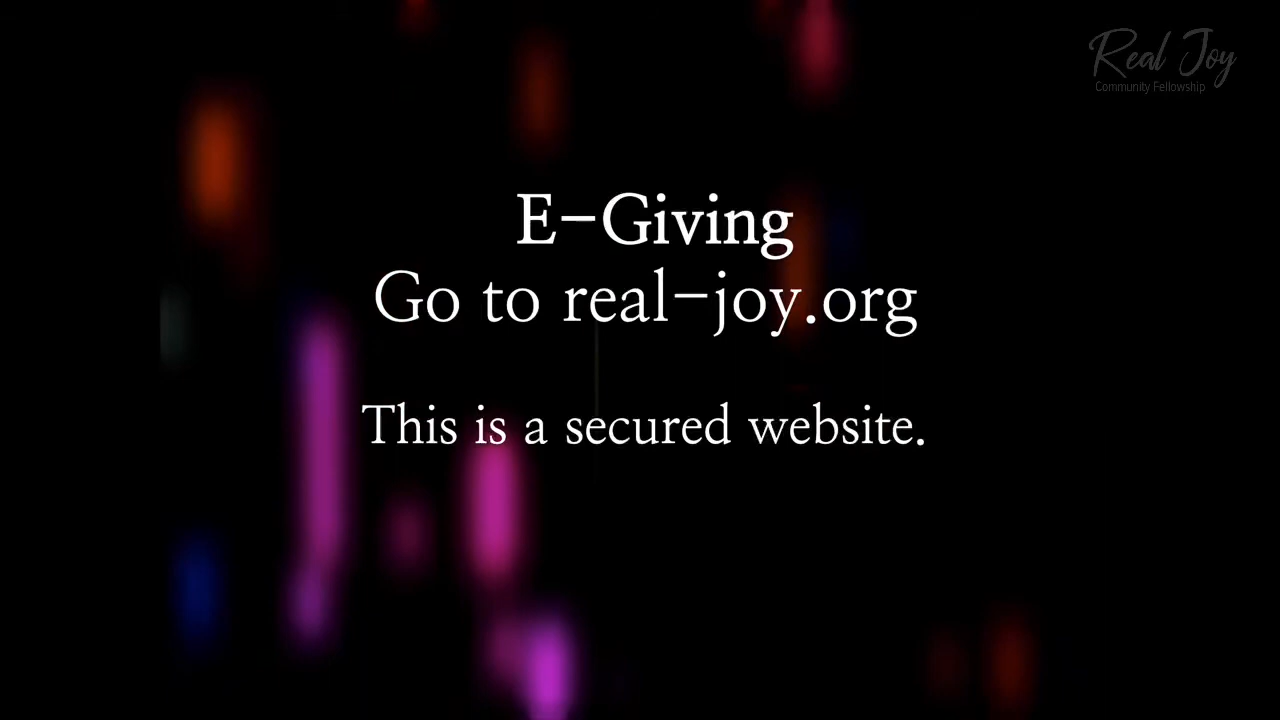 Real Joy
Community Fellowship
E-Giving
Go to real-joy.org
This is a secured website.